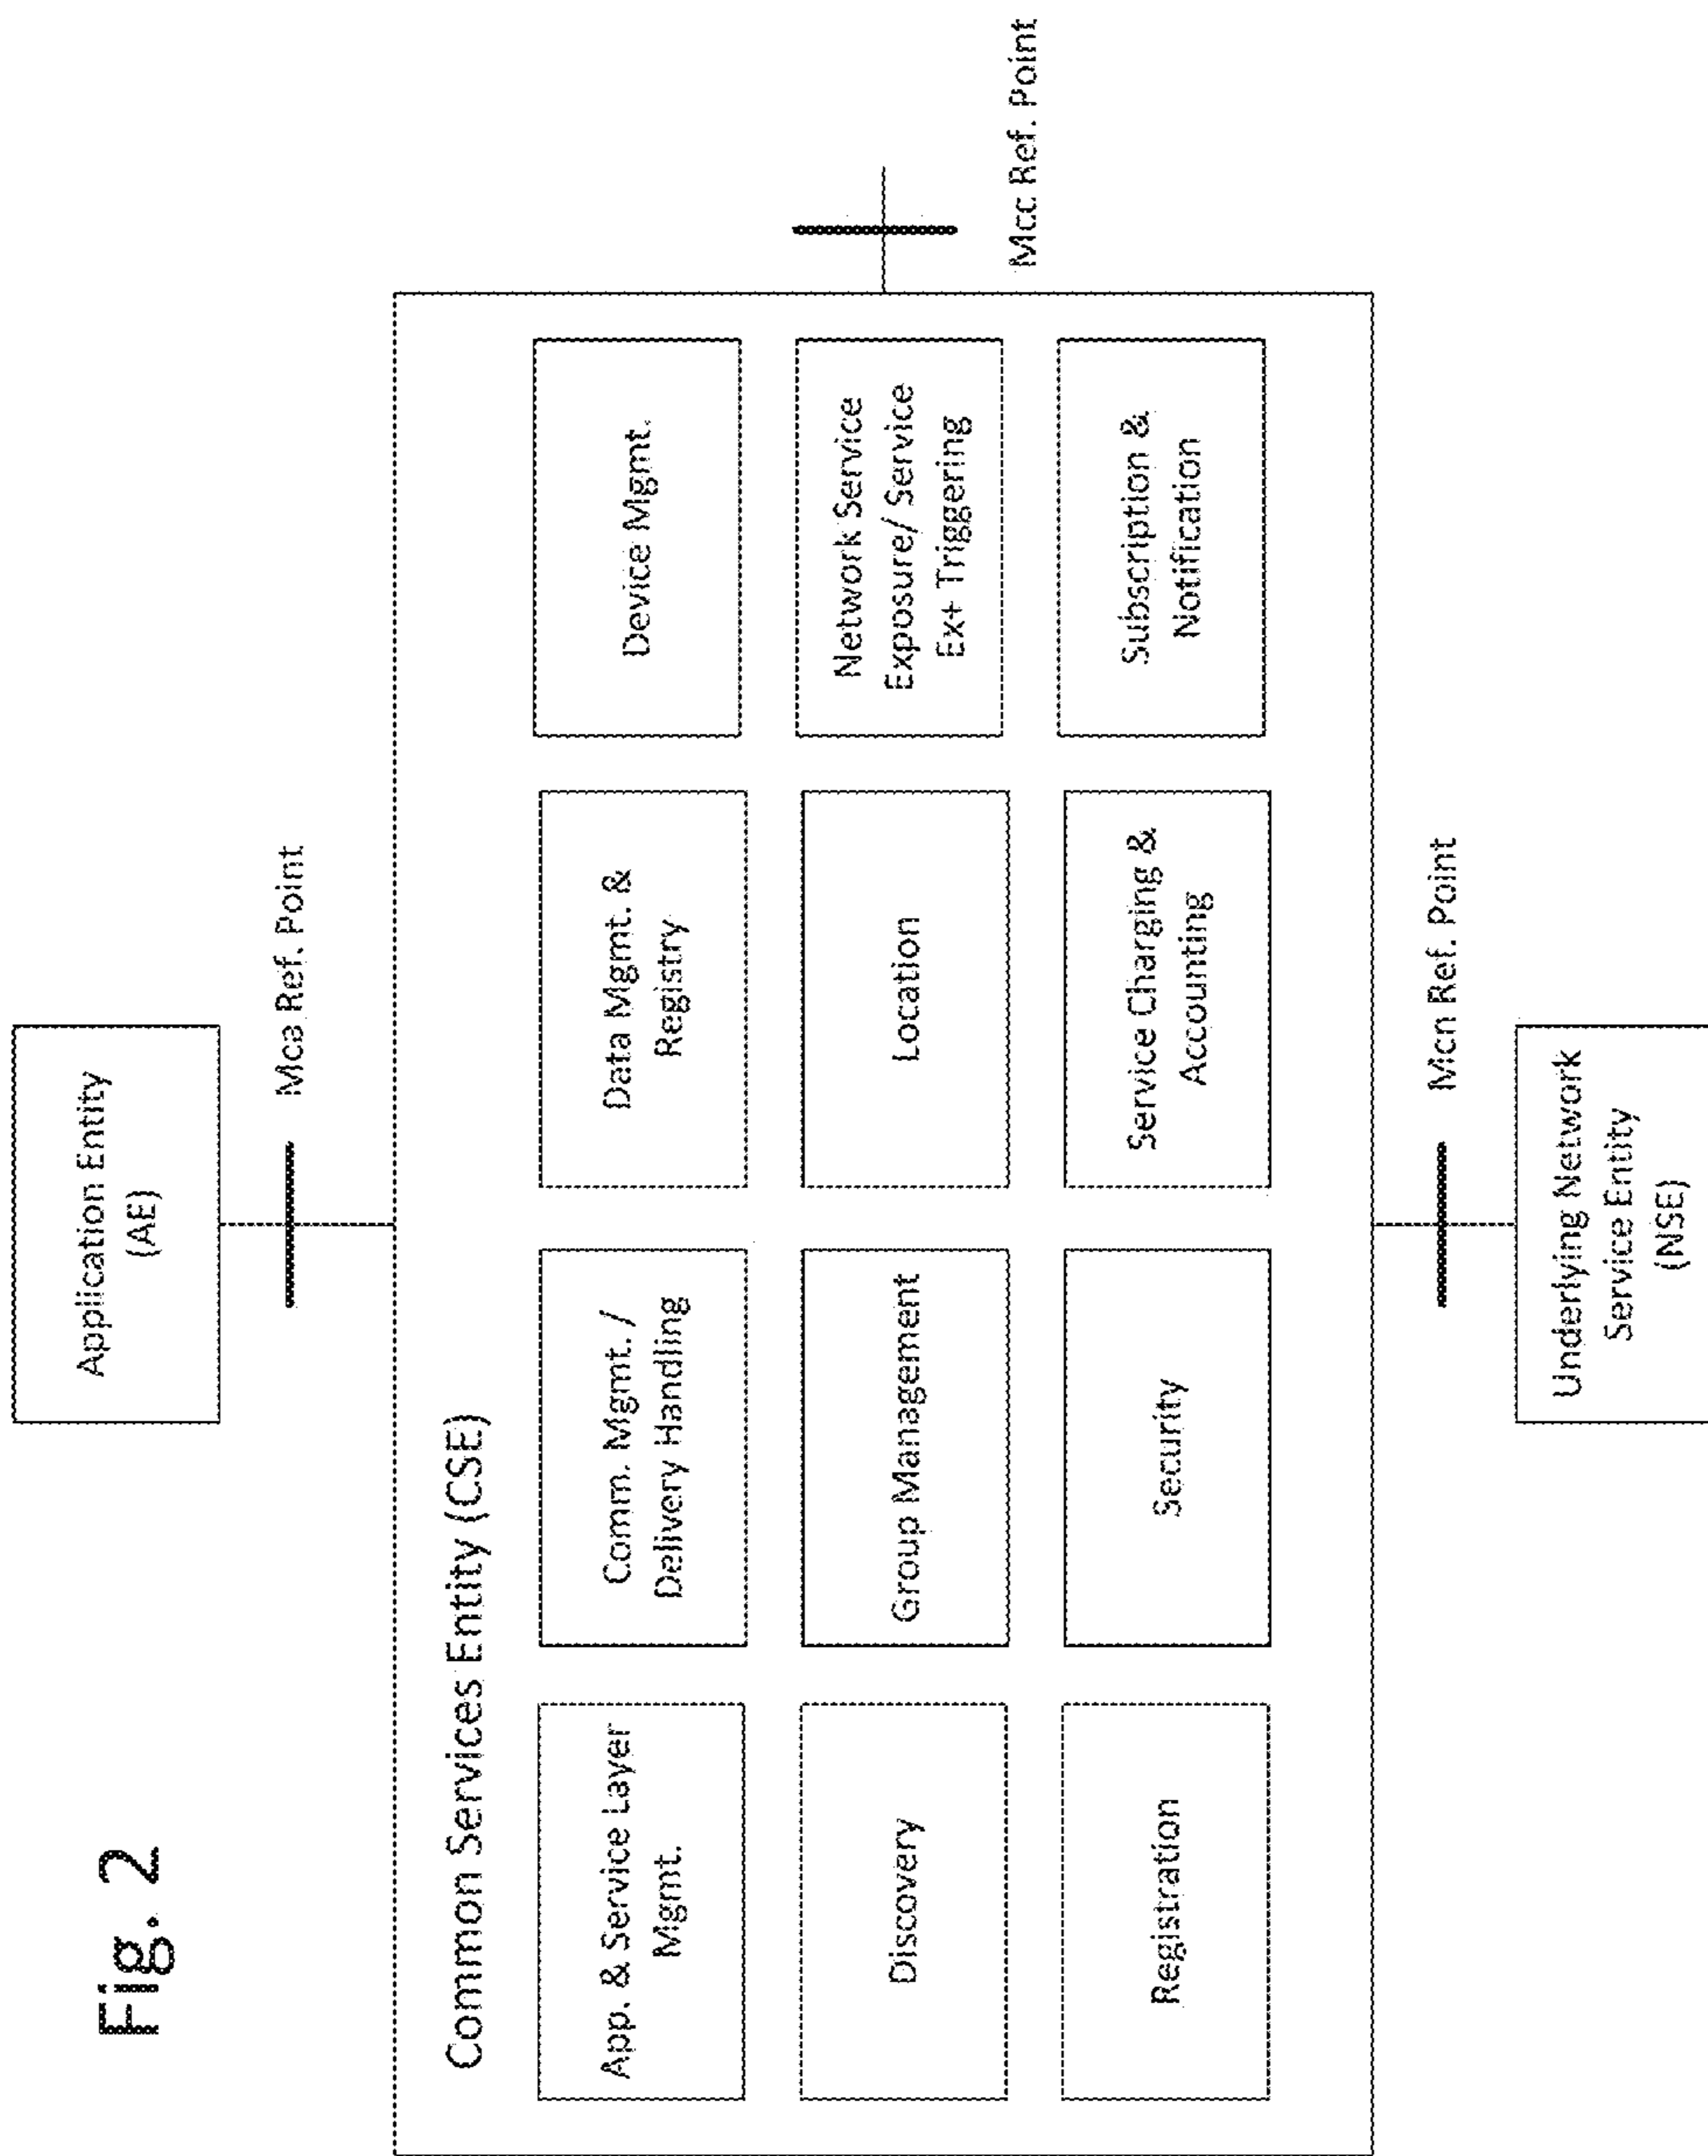 Fig. 2
Application Entity
(AE)
Mca Ref. Point
Common Services Entity (CSE)
App. & Service Layer
Mgmt.
Comm. Mgmt. /
Delivery Handling
Data Mgmt. &
Registry
Device Mgmt.
Discovery
Group Management
Location
Network Service
Exposure/ Service
Ex+ Triggering
Registration
Security
Service Charging &
Accounting
Subscription &
Notification
Mcc Ref. Point
Mcn Ref. Point
Underlying Network
Service Entity
(NSE)